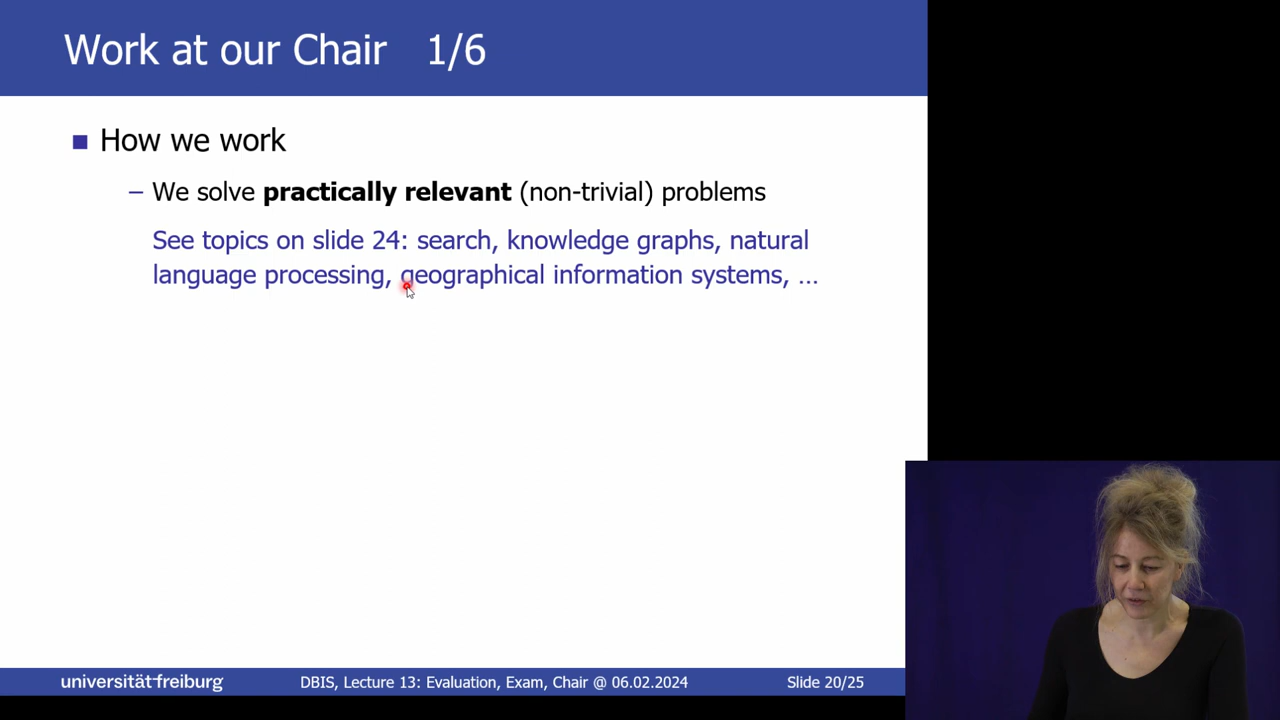 Work at our Chair 1/6
How we work
– We solve practically relevant (non-trivial) problems
See topics on slide 24: search, knowledge graphs, natural
language processing, geographical information systems, ...
universität freiburg
DBIS, Lecture 13: Evaluation, Exam, Chair @ 06.02.2024
Slide 20/25